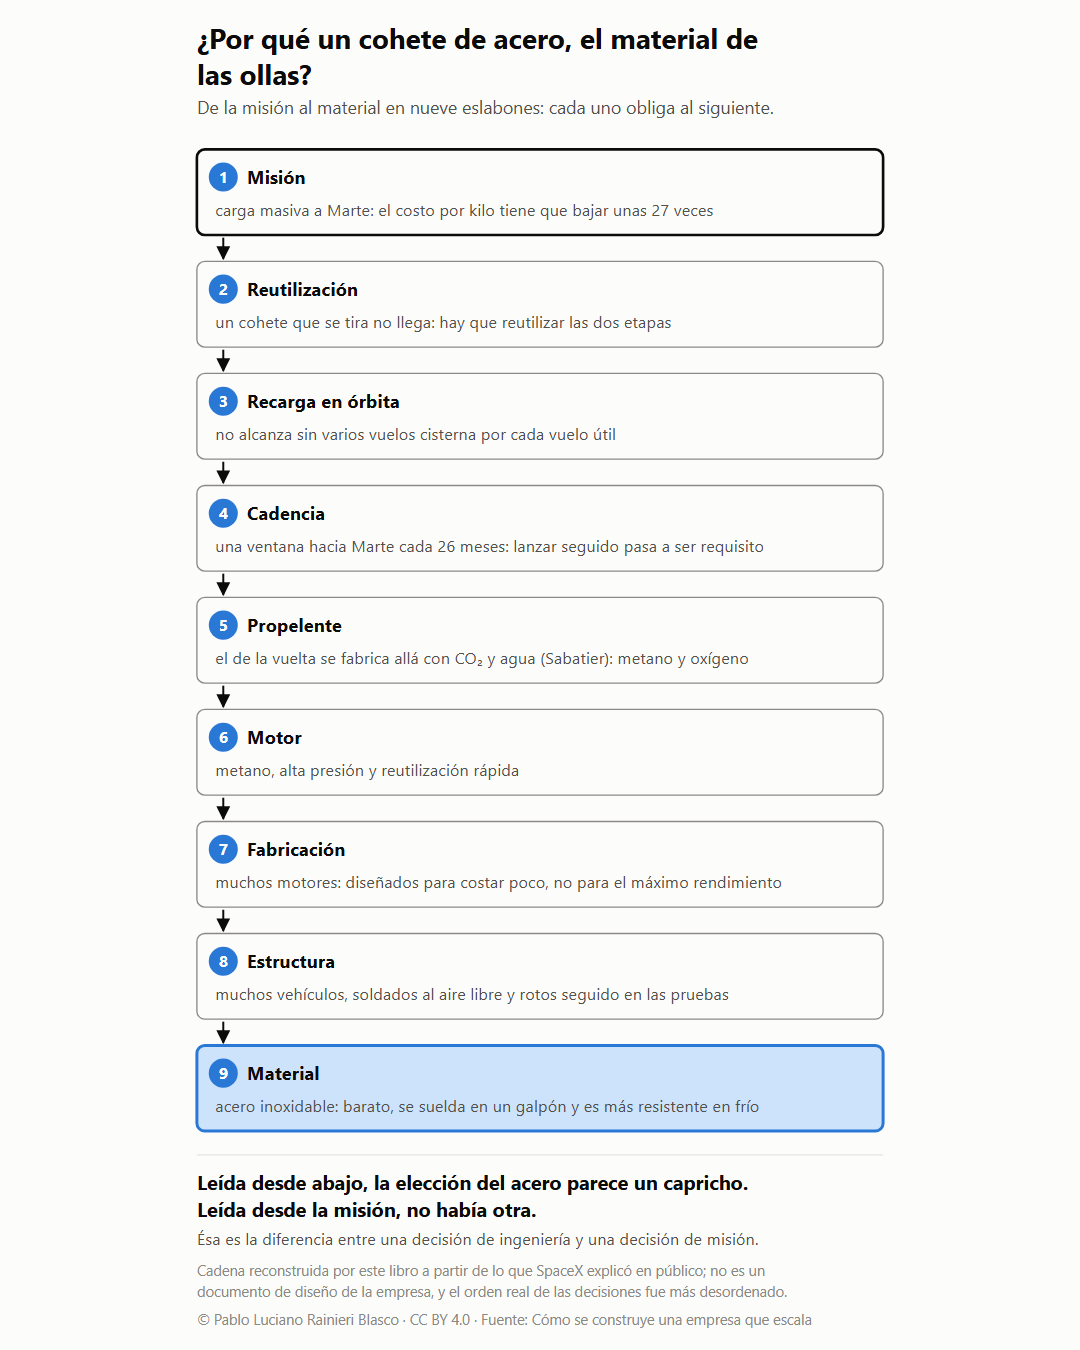 ¿Por qué un cohete de acero, el material de
las ollas?
De la misión al material en nueve eslabones: cada uno obliga al siguiente.
1 Misión
carga masiva a Marte: el costo por kilo tiene que bajar unas 27 veces
2 Reutilización
un cohete que se tira no llega: hay que reutilizar las dos etapas
3 Recarga en órbita
no alcanza sin varios vuelos cisterna por cada vuelo útil
4 Cadencia
una ventana hacia Marte cada 26 meses: lanzar seguido pasa a ser requisito
5 Propelente
el de la vuelta se fabrica allá con CO₂ y agua (Sabatier): metano y oxígeno
6 Motor
metano, alta presión y reutilización rápida
7 Fabricación
muchos motores: diseñados para costar poco, no para el máximo rendimiento
8 Estructura
muchos vehículos, soldados al aire libre y rotos seguido en las pruebas
9 Material
acero inoxidable: barato, se suelda en un galpón y es más resistente en frío
Leída desde abajo, la elección del acero parece un capricho.
Leída desde la misión, no había otra.
Ésa es la diferencia entre una decisión de ingeniería y una decisión de misión.
Cadena reconstruida por este libro a partir de lo que SpaceX explicó en público; no es un
documento de diseño de la empresa, y el orden real de las decisiones fue más desordenado.
© Pablo Luciano Rainieri Blasco · CC BY 4.0 · Fuente: Cómo se construye una empresa que escala